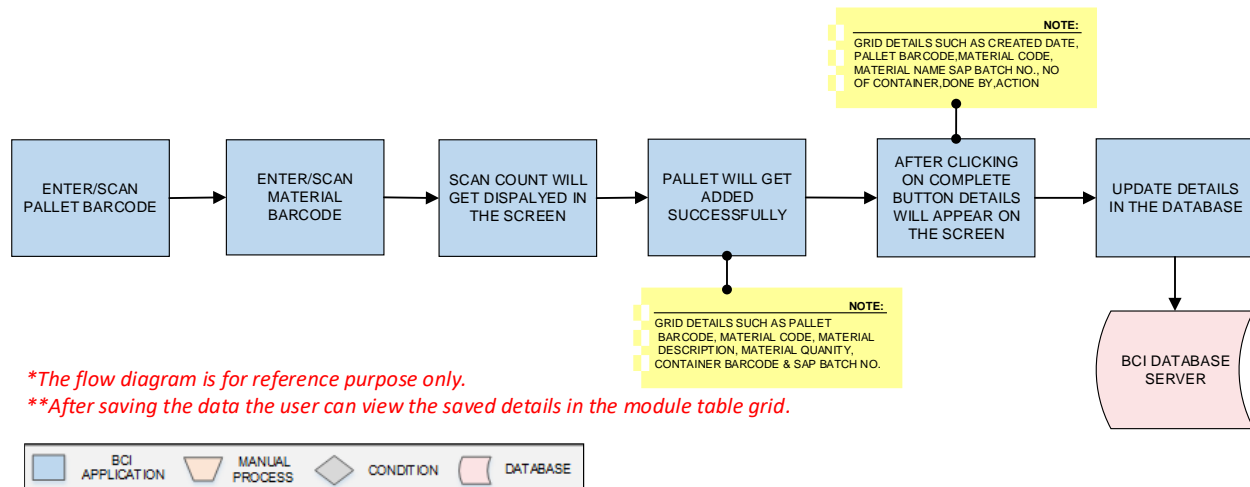 NOTE:
GRID DETAILS SUCH AS CREATED DATE,
PALLET BARCODE,MATERIAL CODE,
MATERIAL NAME SAP BATCH NO., NO
OF CONTAINER,DONE BY,ACTION
ENTER/SCAN
PALLET BARCODE
ENTER/SCAN
MATERIAL
BARCODE
SCAN COUNT WILL
GET DISPALYED IN
THE SCREEN
PALLET WILL GET
ADDED
SUCCESSFULLY
AFTER CLICKING
ON COMPLETE
BUTTON DETAILS
WILL APPEAR ON
THE SCREEN
UPDATE DETAILS
IN THE DATABASE
NOTE:
GRID DETAILS SUCH AS PALLET
BARCODE, MATERIAL CODE, MATERIAL
DESCRIPTION, MATERIAL QUANITY,
CONTAINER BARCODE & SAP BATCH NO.
BCI DATABASE
SERVER
*The flow diagram is for reference purpose only.
**After saving the data the user can view the saved details in the module table grid.
BCI
APPLICATION
MANUAL
PROCESS
CONDITION
DATABASE